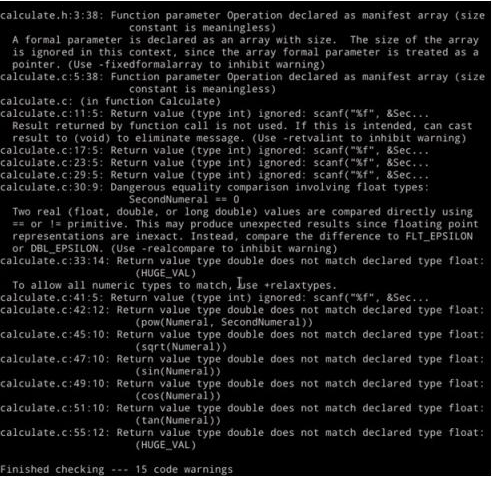 calculate.h:3:38: Function parameter Operation declared as manifest array (size
constant is meaningless)
A formal parameter is declared as an array with size. The size of the array
is ignored in this context, since the array formal parameter is treated as a
pointer. (Use -fixedformalarray to inhibit warning)
calculate.c:5:38: Function parameter Operation declared as manifest array (size
constant is meaningless)
calculate.c: (in function Calculate)
calculate.c:11:5: Return value (type int) ignored: scanf("%f", &Sec...
Result returned by function call is not used. If this is intended, can cast
result to (void) to eliminate message. (Use -retvalint to inhibit warning)
calculate.c:17:5: Return value (type int) ignored: scanf("%f", &Sec...
calculate.c:23:5: Return value (type int) ignored: scanf("%f", &Sec...
calculate.c:29:5: Return value (type int) ignored: scanf("%f", &Sec...
calculate.c:30:9: Dangerous equality comparison involving float types:
SecondNumeral == 0
Two real (float, double, or long double) values are compared directly using
== or != primitive. This may produce unexpected results since floating point
representations are inexact. Instead, compare the difference to FLT_EPSILON
or DBL_EPSILON. (Use -realcompare to inhibit warning)
calculate.c:33:14: Return value type double does not match declared type float:
(HUGE_VAL)
To allow all numeric types to match, use +relaxtypes.
calculate.c:41:5: Return value (type int) ignored: scanf("%f", &Sec...
calculate.c:42:12: Return value type double does not match declared type float:
(pow(Numeral, SecondNumeral))
calculate.c:45:10: Return value type double does not match declared type float:
(sqrt(Numeral))
calculate.c:47:10: Return value type double does not match declared type float:
(sin(Numeral))
calculate.c:49:10: Return value type double does not match declared type float:
(cos(Numeral))
calculate.c:51:10: Return value type double does not match declared type float:
(tan(Numeral))
calculate.c:55:12: Return value type double does not match declared type float:
(HUGE_VAL)
Finished checking --- 15 code warnings